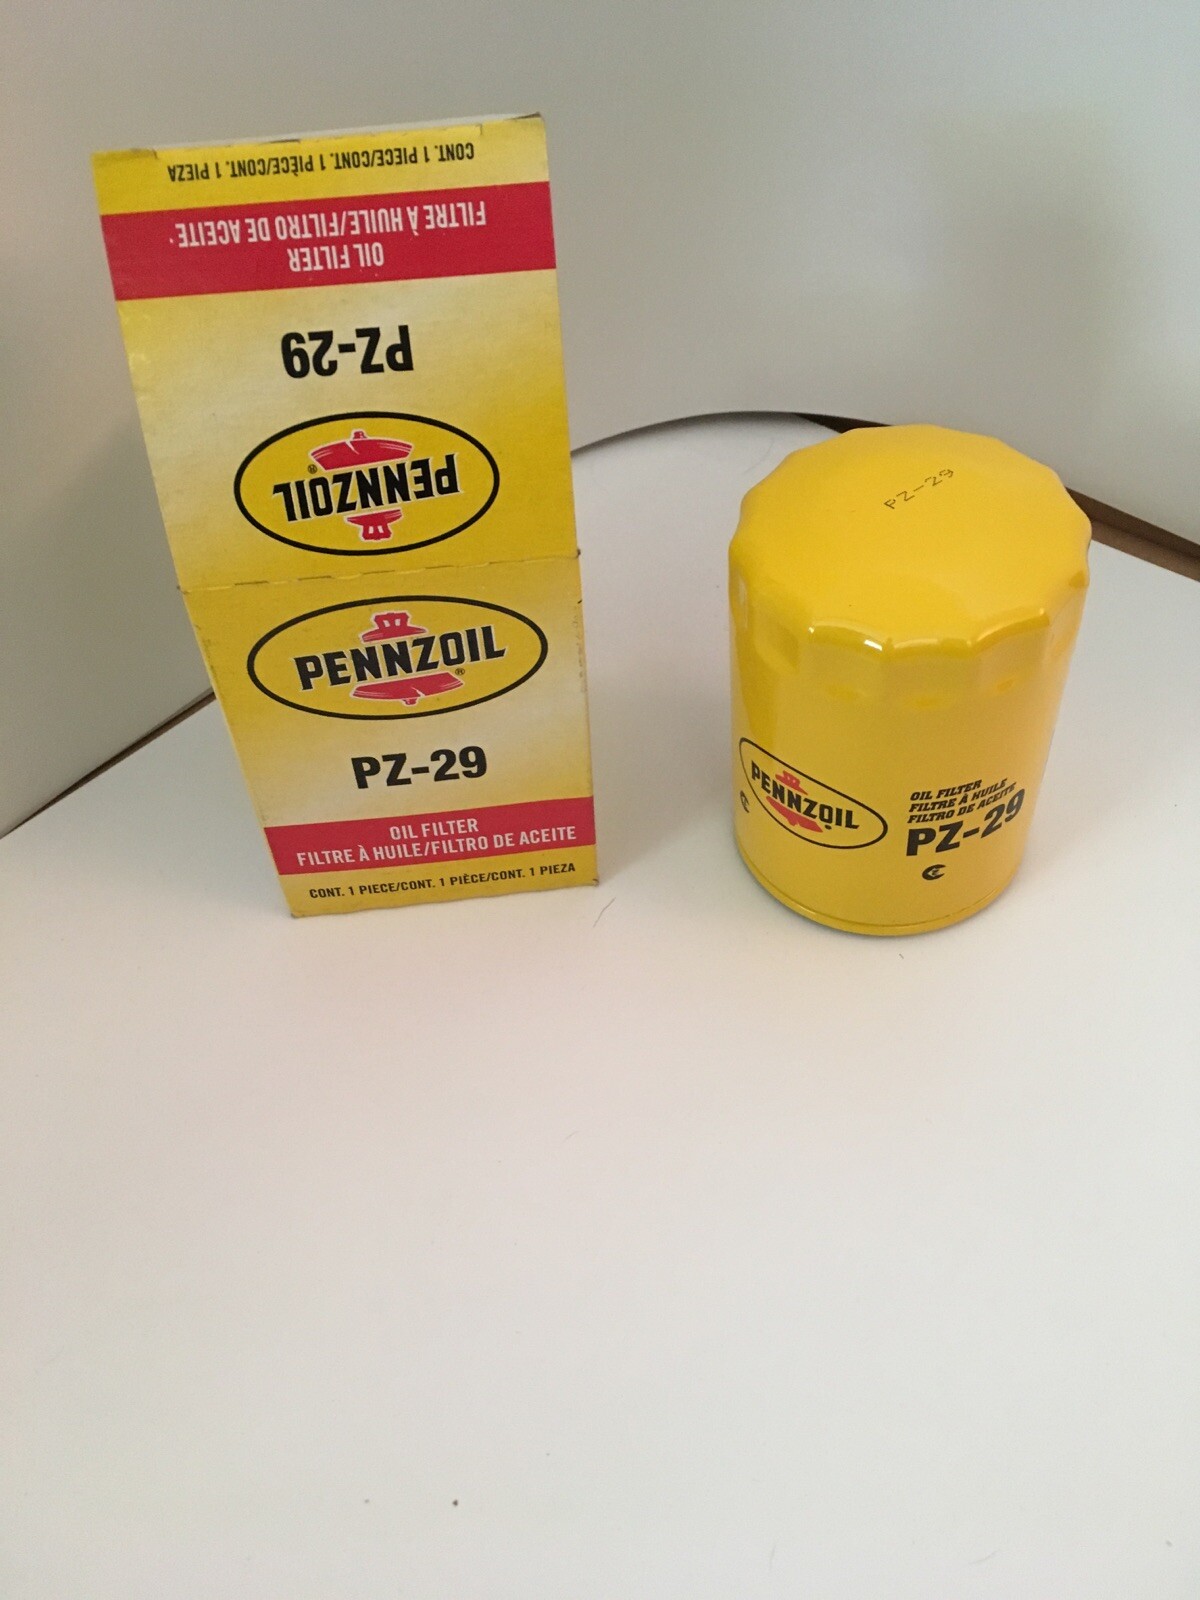 CONT. 1 PIECE/CONT. 1 PIÈCE/CONT. 1 PIEZA
FILTRE À HUILE/FILTRO DE ACEITE
OIL FILTER
PZ-29
PENNZOIL®
PENNZOIL®
PZ-29
OIL FILTER
FILTRE À HUILE/FILTRO DE ACEITE
CONT. 1 PIECE/CONT. 1 PIÈCE/CONT. 1 PIEZA
PZ-29
PENNZOIL
OIL FILTER
FILTRE À HUILE
FILTRO DE ACEITE
PZ-29